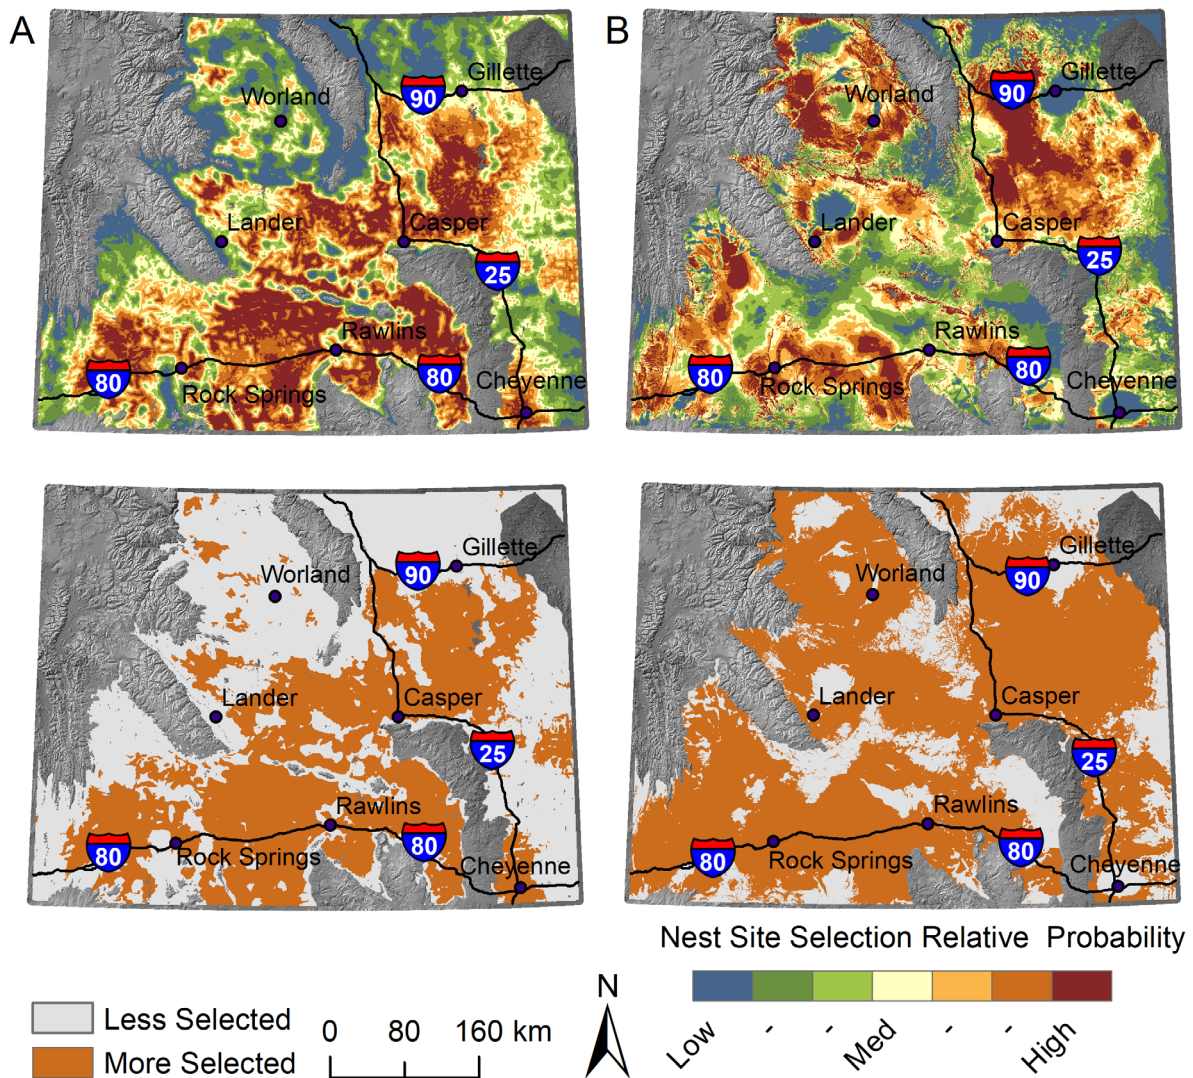 A
Gillette
90
Worland
Lander
Casper
25
Rawlins
80
Rock Springs
80
Cheyenne
B
Gillette
90
Worland
Lander
Casper
25
Rawlins
80
Rock Springs
80
Cheyenne
Gillette
90
Worland
Lander
Casper
25
Rawlins
80
Rock Springs
80
Cheyenne
Gillette
90
Worland
Lander
Casper
25
Rawlins
80
Rock Springs
80
Cheyenne
Nest Site Selection Relative Probability
Low - - Med - - High
Less Selected
More Selected
0 80 160 km
N